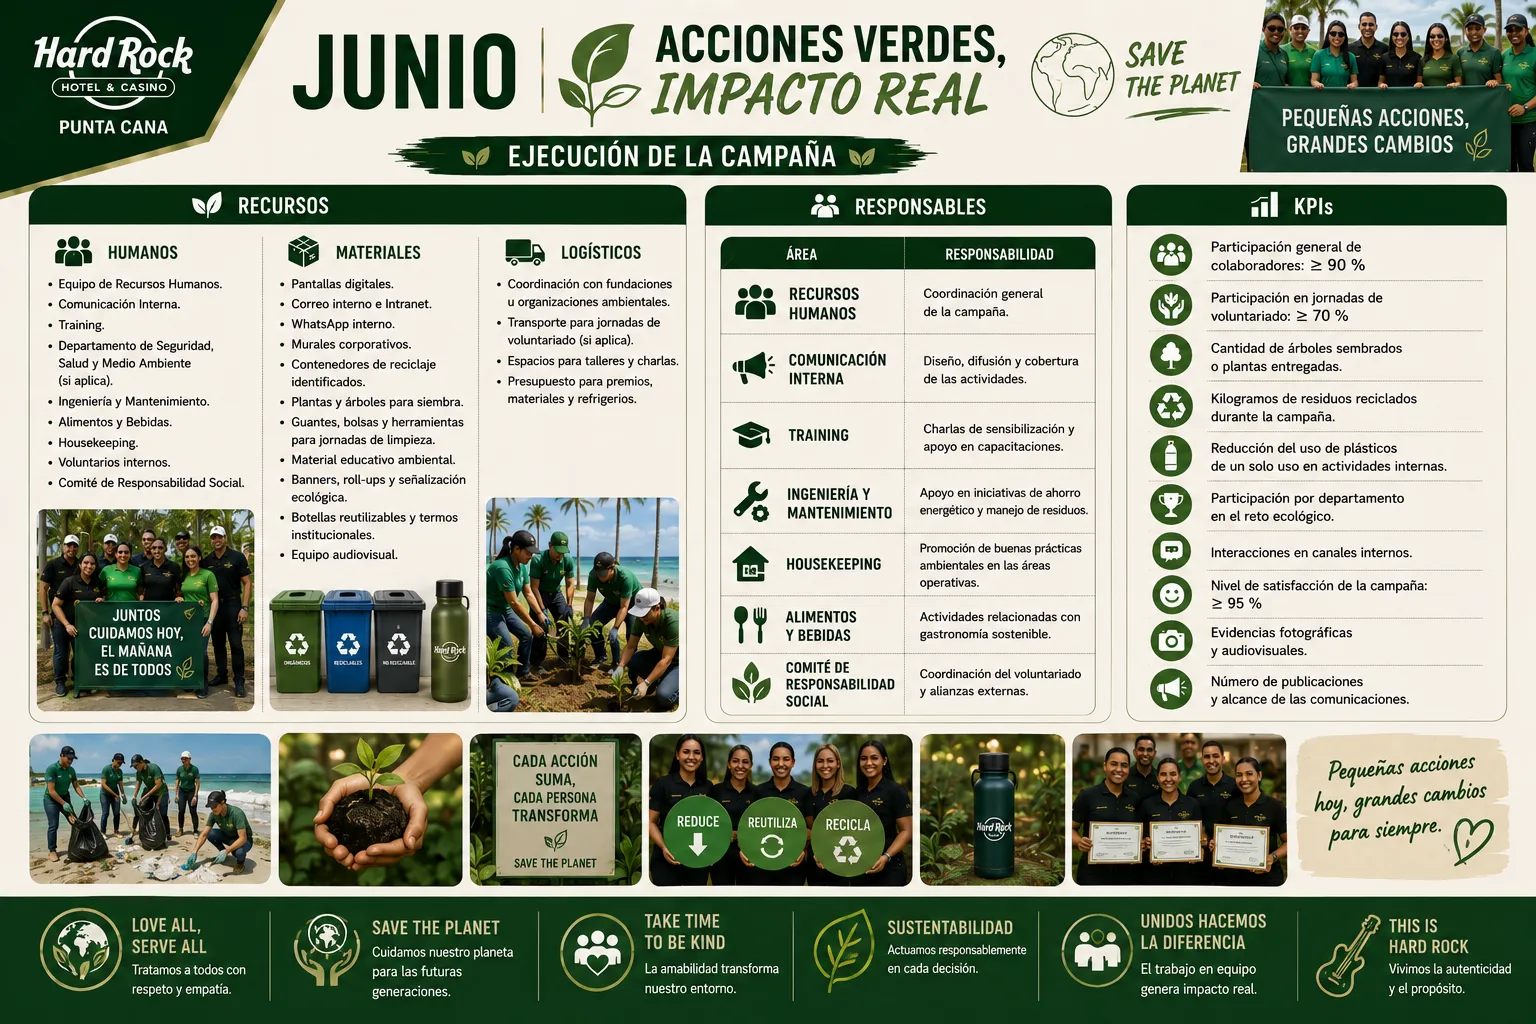 Hard Rock
HOTEL & CASINO
PUNTA CANA
JUNIO
ACCIONES VERDES,
IMPACTO REAL
SAVE
THE PLANET
PEQUEÑAS ACCIONES,
GRANDES CAMBIOS
EJECUCIÓN DE LA CAMPAÑA
RECURSOS
HUMANOS
• Equipo de Recursos Humanos.
• Comunicación Interna.
• Training.
• Departamento de Seguridad,
Salud y Medio Ambiente
(si aplica).
• Ingeniería y Mantenimiento.
• Alimentos y Bebidas.
• Housekeeping.
• Voluntarios internos.
• Comité de Responsabilidad Social.
JUNTOS
CUIDAMOS HOY,
EL MAÑANA
ES DE TODOS
MATERIALES
• Pantallas digitales.
• Correo interno e Intranet.
• WhatsApp interno.
• Murales corporativos.
• Contenedores de reciclaje
identificados.
• Plantas y árboles para siembra.
• Guantes, bolsas y herramientas
para jornadas de limpieza.
• Material educativo ambiental.
• Banners, roll-ups y señalización
ecológica.
• Botellas reutilizables y termos
institucionales.
• Equipo audiovisual.
ORGÁNICOS
RECICLABLES
NO RECICLABLE
Hard Rock
LOGÍSTICOS
• Coordinación con fundaciones
u organizaciones ambientales.
• Transporte para jornadas de
voluntariado (si aplica).
• Espacios para talleres y charlas.
• Presupuesto para premios,
materiales y refrigerios.
RESPONSABLES
ÁREA
RESPONSABILIDAD
RECURSOS
HUMANOS
Coordinación general
de la campaña.
COMUNICACIÓN
INTERNA
Diseño, difusión y cobertura
de las actividades.
TRAINING
Charlas de sensibilización y
apoyo en capacitaciones.
INGENIERÍA Y
MANTENIMIENTO
Apoyo en iniciativas de ahorro
energético y manejo de residuos.
HOUSEKEEPING
Promoción de buenas prácticas
ambientales en las áreas
operativas.
ALIMENTOS
Y BEBIDAS
Actividades relacionadas con
gastronomía sostenible.
COMITÉ DE
RESPONSABILIDAD
SOCIAL
Coordinación del voluntariado
y alianzas externas.
KPIs
Participación general de
colaboradores: ≥ 90 %
Participación en jornadas de
voluntariado: ≥ 70 %
Cantidad de árboles sembrados
o plantas entregadas.
Kilogramos de residuos reciclados
durante la campaña.
Reducción del uso de plásticos
de un solo uso en actividades internas.
Participación por departamento
en el reto ecológico.
Interacciones en canales internos.
Nivel de satisfacción de la campaña:
≥ 95 %
Evidencias fotográficas
y audiovisuales.
Número de publicaciones
y alcance de las comunicaciones.
CADA ACCIÓN
SUMA,
CADA PERSONA
TRANSFORMA
SAVE THE PLANET
REDUCE
REUTILIZA
RECICLA
Hard Rock
Pequeñas acciones
hoy, grandes cambios
para siempre.
LOVE ALL,
SERVE ALL
Tratamos a todos con
respeto y empatía.
SAVE THE PLANET
Cuidamos nuestro planeta
para las futuras
generaciones.
TAKE TIME
TO BE KIND
La amabilidad transforma
nuestro entorno.
SUSTENTABILIDAD
Actuamos responsablemente
en cada decisión.
UNIDOS HACEMOS
LA DIFERENCIA
El trabajo en equipo
genera impacto real.
THIS IS
HARD ROCK
Vivimos la autenticidad
y el propósito.